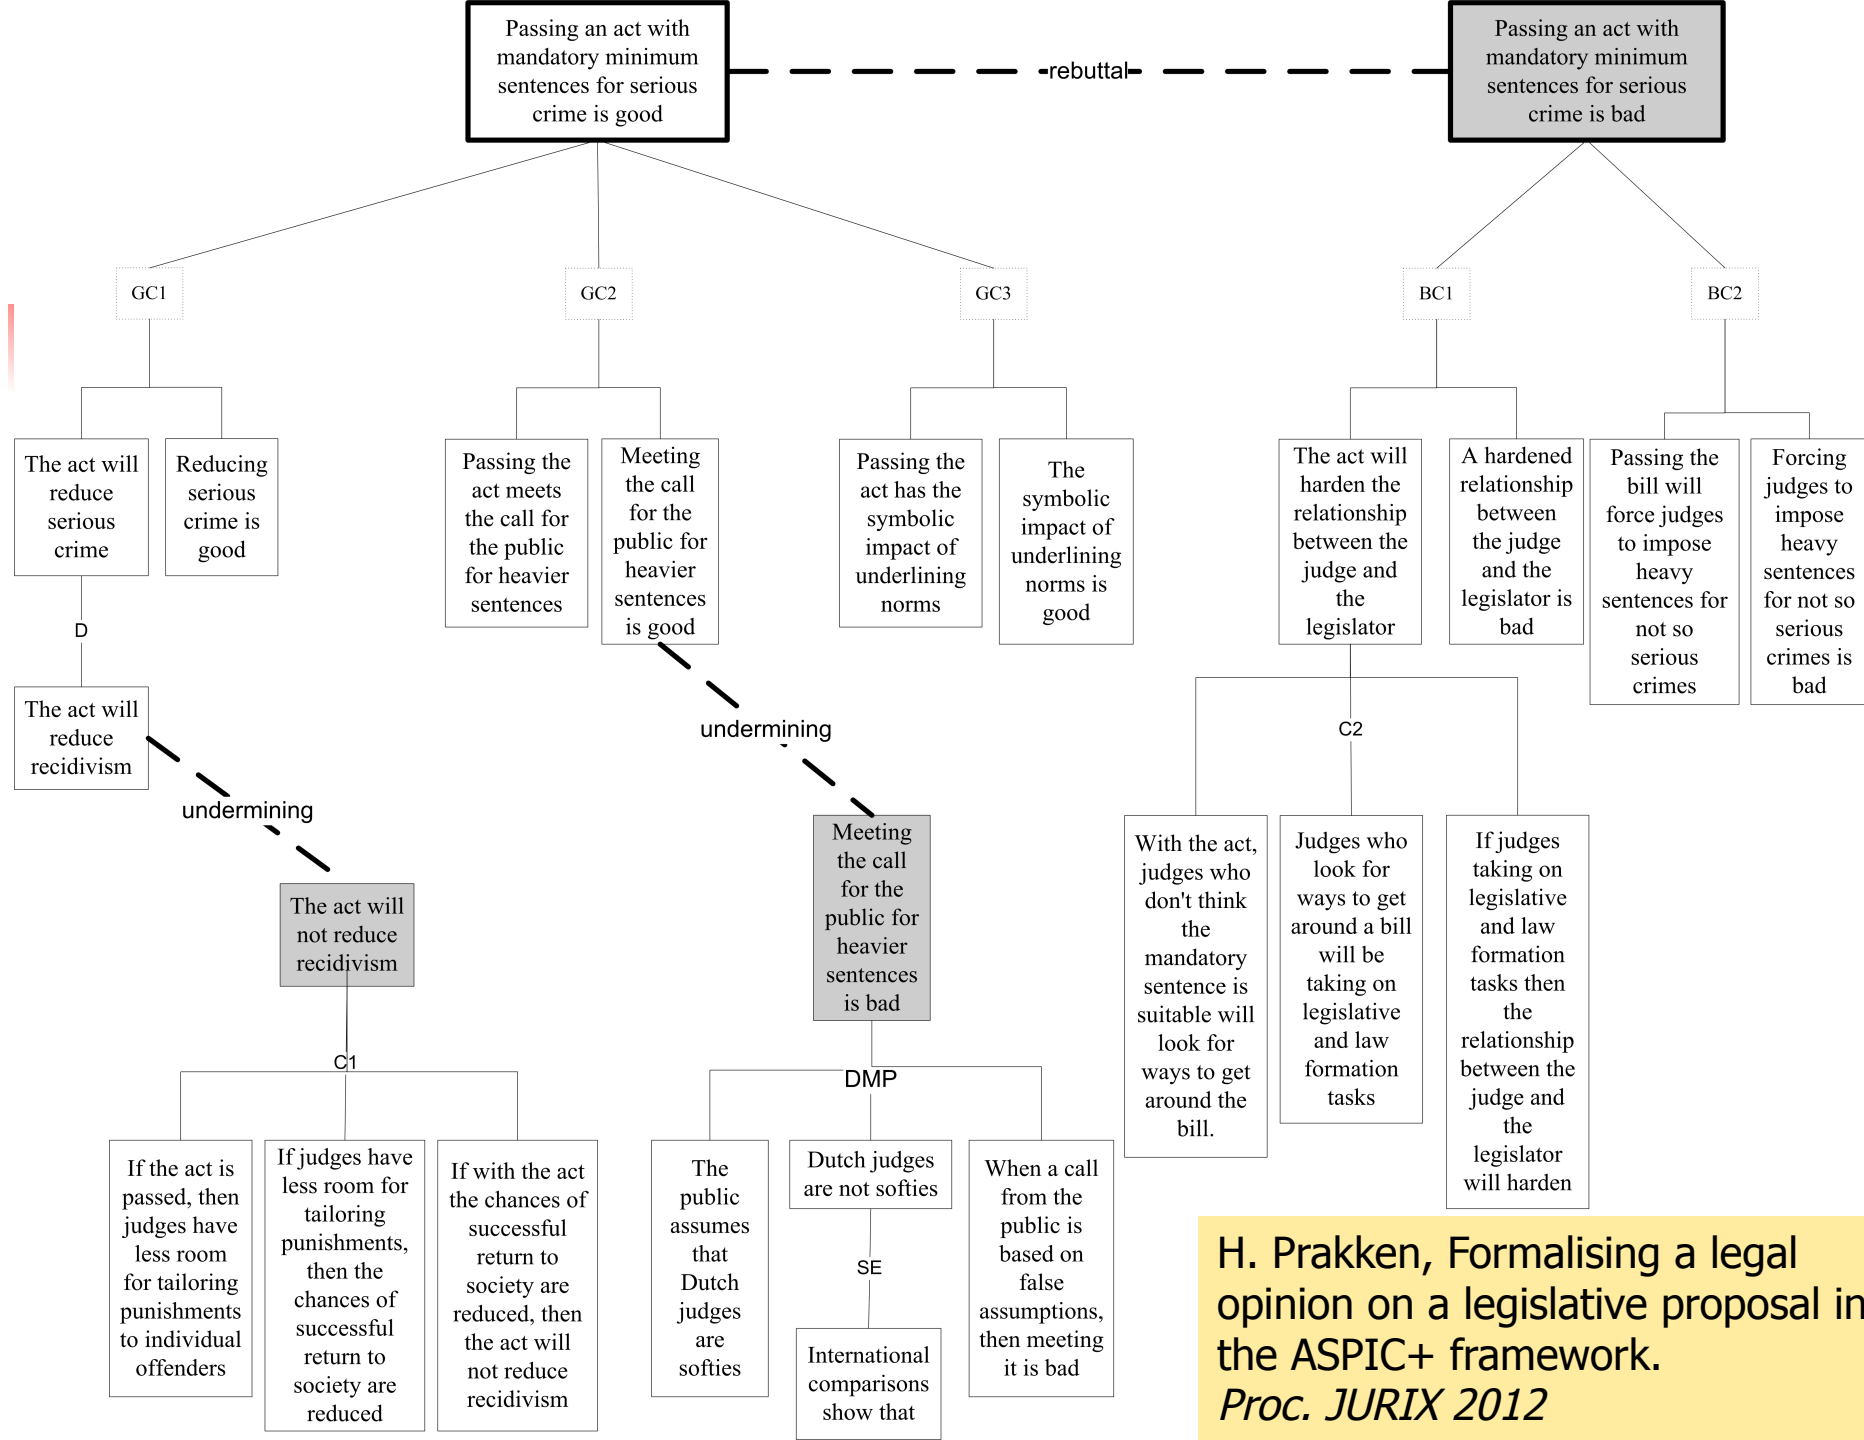 Passing an act with
mandatory minimum
sentences for serious
crime is good
rebuttal
Passing an act with
mandatory minimum
sentences for serious
crime is bad
GC1
GC2
GC3
BC1
BC2
The act will
reduce
serious
crime
Reducing
serious
crime is
good
Passing the
act meets
the call for
the public
for heavier
sentences
Meeting
the call
for the
public for
heavier
sentences
is good
Passing the
act has the
symbolic
impact of
underlining
norms
The
symbolic
impact of
underlining
norms is
good
The act will
harden the
relationship
between the
judge and
the
legislator
A hardened
relationship
between
the judge
and the
legislator is
bad
Passing the
bill will
force judges
to impose
heavy
sentences for
not so
serious
crimes
Forcing
judges to
impose
heavy
sentences
for not so
serious
crimes is
bad
D
The act will
reduce
recidivism
undermining
undermining
C2
The act will
not reduce
recidivism
Meeting
the call
for the
public for
heavier
sentences
is bad
With the act,
judges who
don't think
the
mandatory
sentence is
suitable will
look for
ways to get
around the
bill.
Judges who
look for
ways to get
around a bill
will be
taking on
legislative
and law
formation
tasks
If judges
taking on
legislative
and law
formation
tasks then
the
relationship
between the
judge and
the
legislator
will harden
C1
DMP
If the act is
passed, then
judges have
less room
for tailoring
punishments
to individual
offenders
If judges have
less room for
tailoring
punishments,
then the
chances of
successful
return to
society are
reduced
If with the act
the chances of
successful
return to
society are
reduced, then
the act will
not reduce
recidivism
The
public
assumes
that
Dutch
judges
are
softies
Dutch judges
are not softies
SE
International
comparisons
show that
When a call
from the
public is
based on
false
assumptions,
then meeting
it is bad
H. Prakken, Formalising a legal
opinion on a legislative proposal in
the ASPIC+ framework.
Proc. JURIX 2012